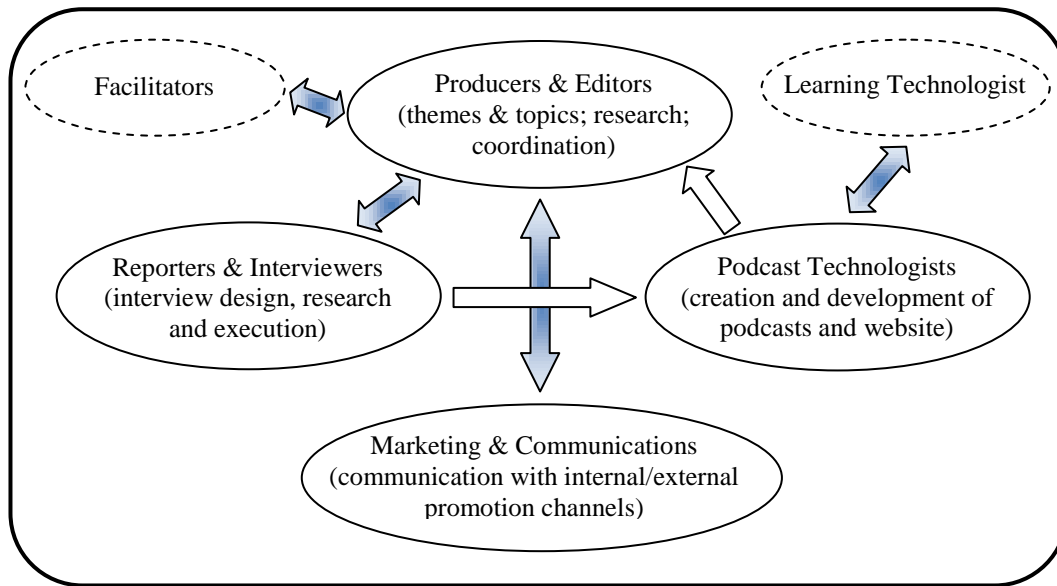 Facilitators
Producers & Editors
(themes & topics; research;
coordination)
Learning Technologist
Reporters & Interviewers
(interview design, research
and execution)
Podcast Technologists
(creation and development of
podcasts and website)
Marketing & Communications
(communication with internal/external
promotion channels)